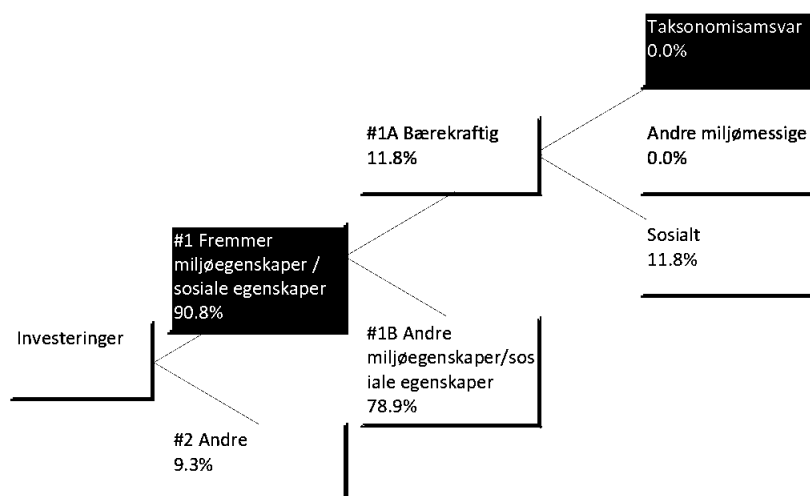 Taksonomisamsvar
0.0%
#1A Bærekraftig
11.8%
Andre miljømessige
0.0%
#1 Fremmer
miljøegenskaper /
sosiale egenskaper
90.8%
Sosialt
11.8%
Investeringer
#1B Andre
miljøegenskaper/sos
iale egenskaper
78.9%
#2 Andre
9.3%